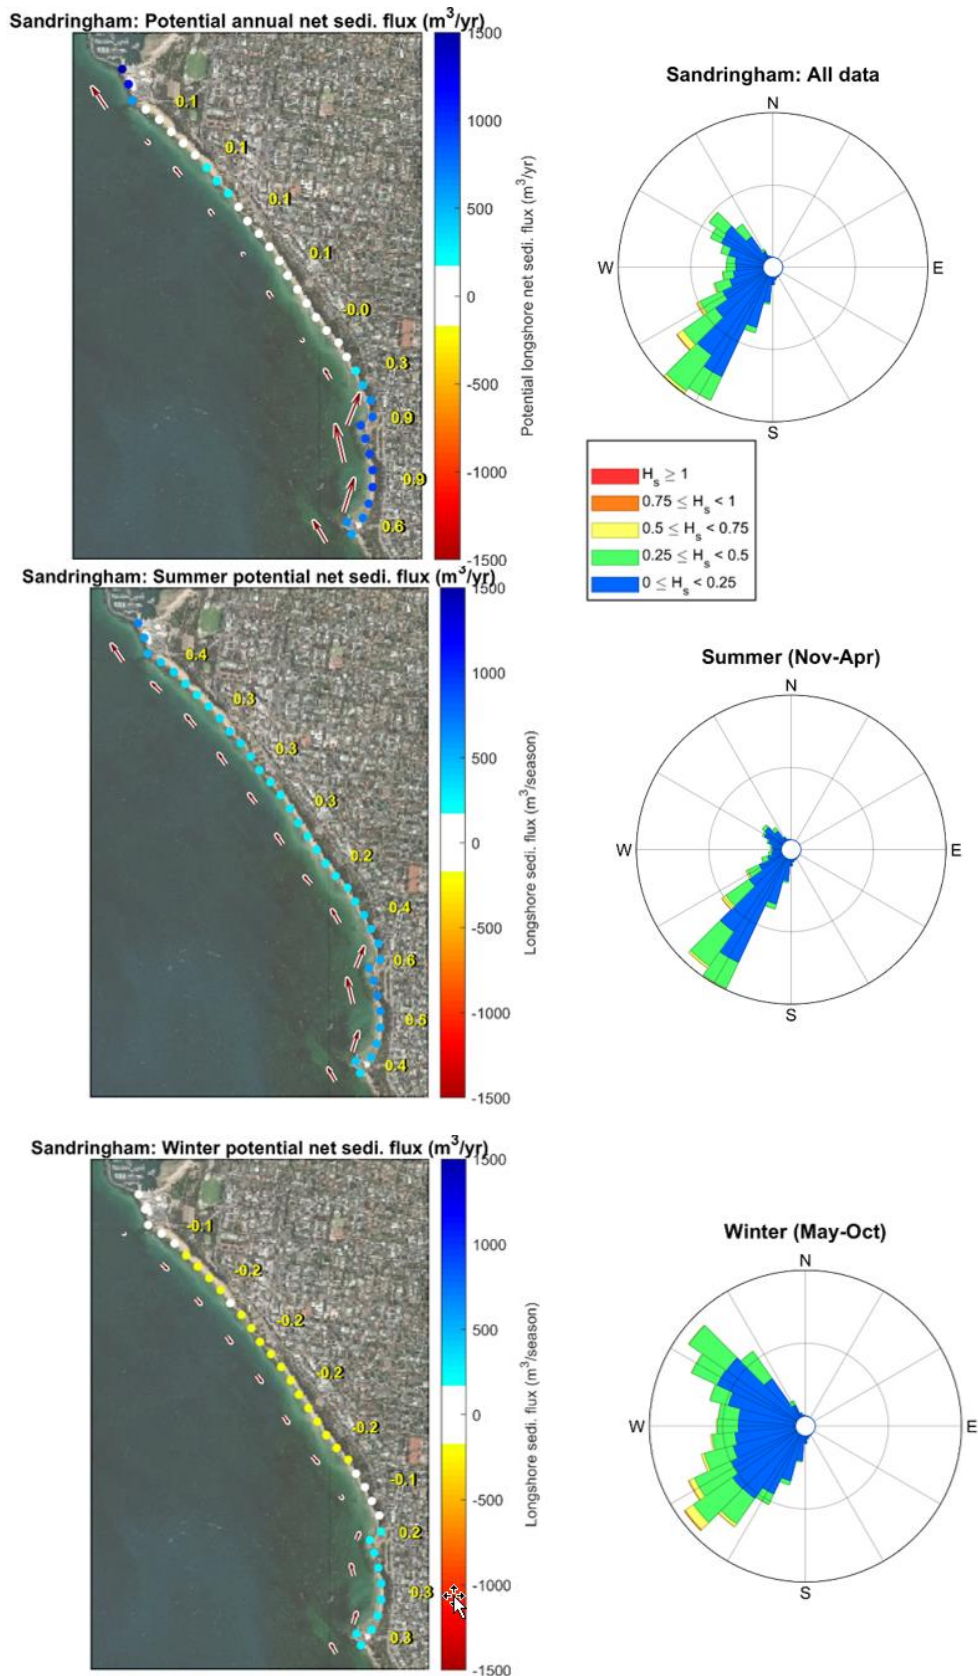 Sandringham: Potential annual net sedi. flux (m³/yr)
1500
1000
500
0
-500
-1000
-1500
Potential longshore net sedi. flux (m³/yr)
0.1
0.1
0.1
0.1
-0.0
0.3
0.9
0.9
0.6
Sandringham: All data
N
W
E
S
H_s ≥ 1
0.75 ≤ H_s < 1
0.5 ≤ H_s < 0.75
0.25 ≤ H_s < 0.5
0 ≤ H_s < 0.25
Sandringham: Summer potential net sedi. flux (m³/yr)
1500
1000
500
0
-500
-1000
-1500
Longshore sedi. flux (m³/season)
0.4
0.3
0.3
0.3
0.2
0.4
0.6
0.5
0.4
Summer (Nov-Apr)
N
W
E
S
Sandringham: Winter potential net sedi. flux (m³/yr)
1500
1000
500
0
-500
-1000
-1500
Longshore sedi. flux (m³/season)
-0.1
-0.2
-0.2
-0.2
-0.2
-0.1
0.2
0.3
0.3
Winter (May-Oct)
N
W
E
S